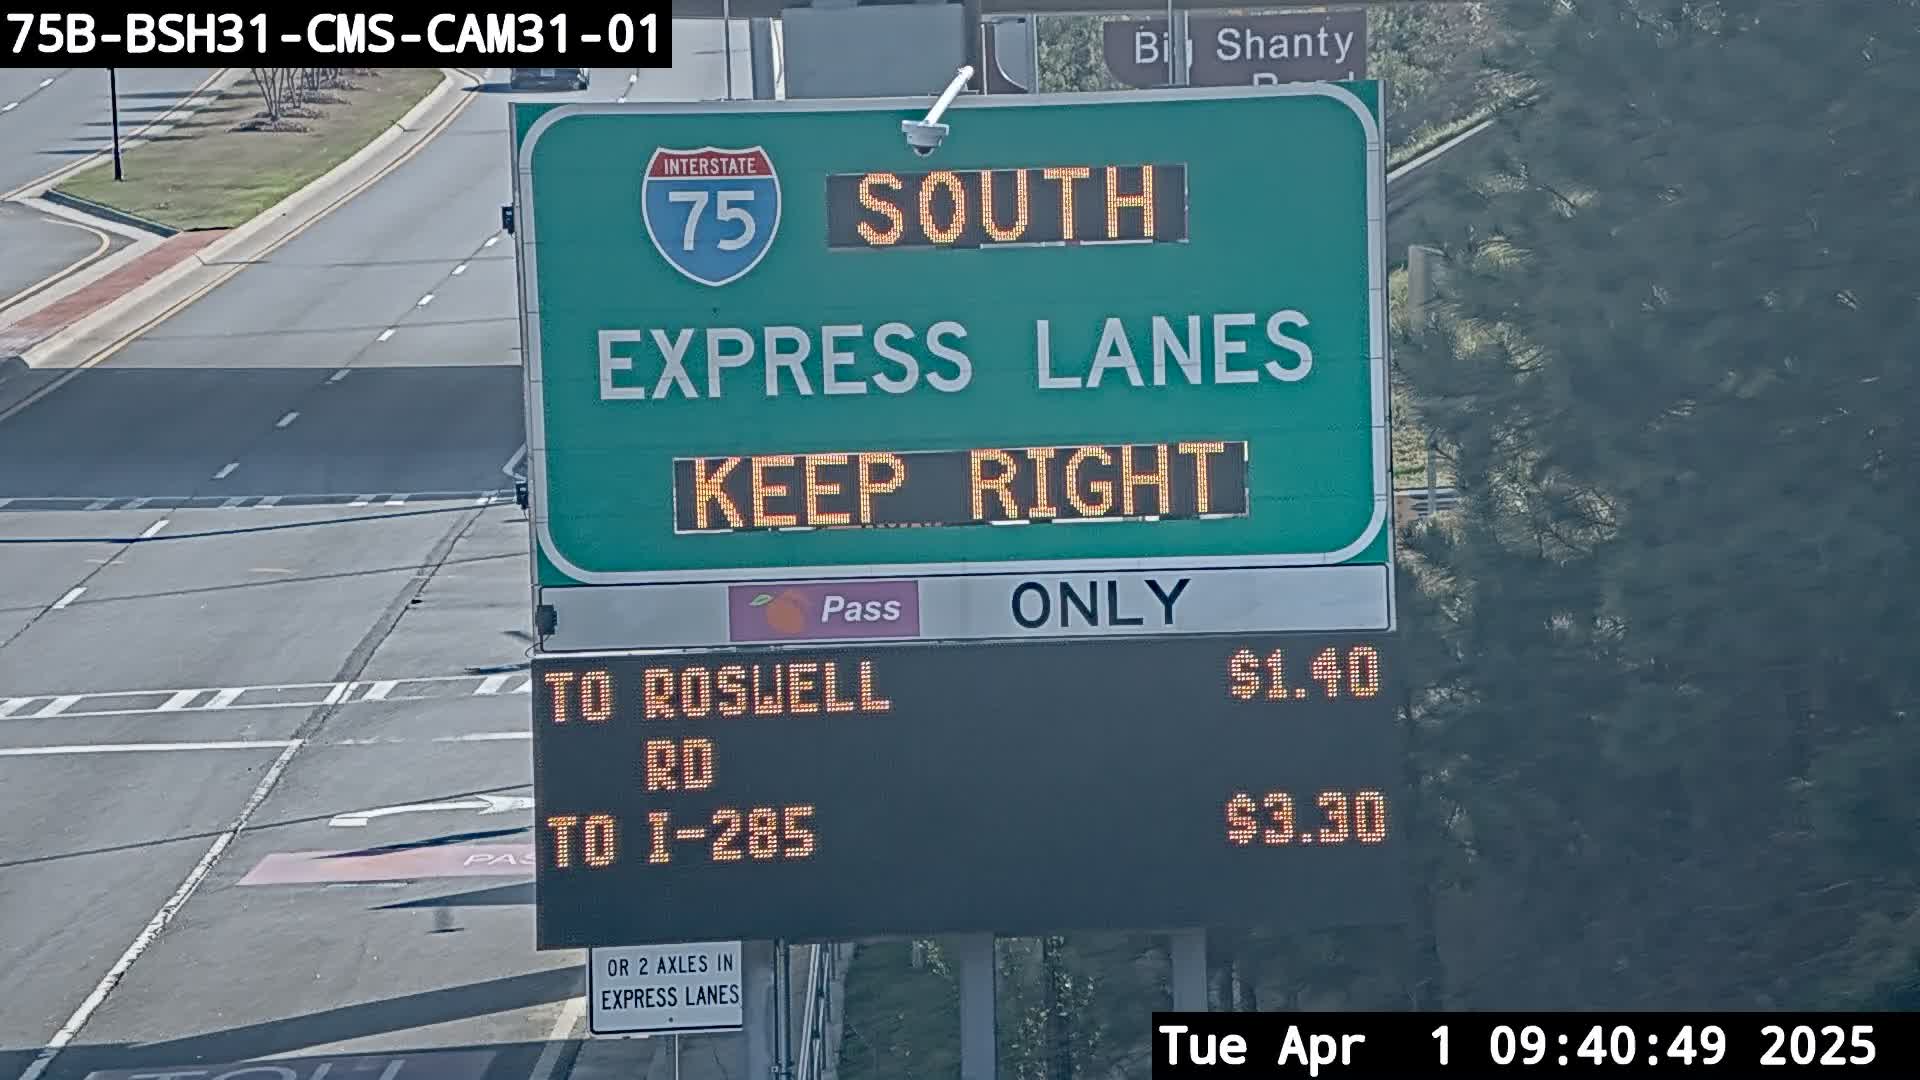 75B-BSH31-CMS-CAM31-01
Big Shanty
Road
INTERSTATE
75
SOUTH
EXPRESS LANES
KEEP RIGHT
Pass ONLY
TO ROSWELL $1.40
RD
TO I-285 $3.30
PAS
OR 2 AXLES IN
EXPRESS LANES
Tue Apr 1 09:40:49 2025